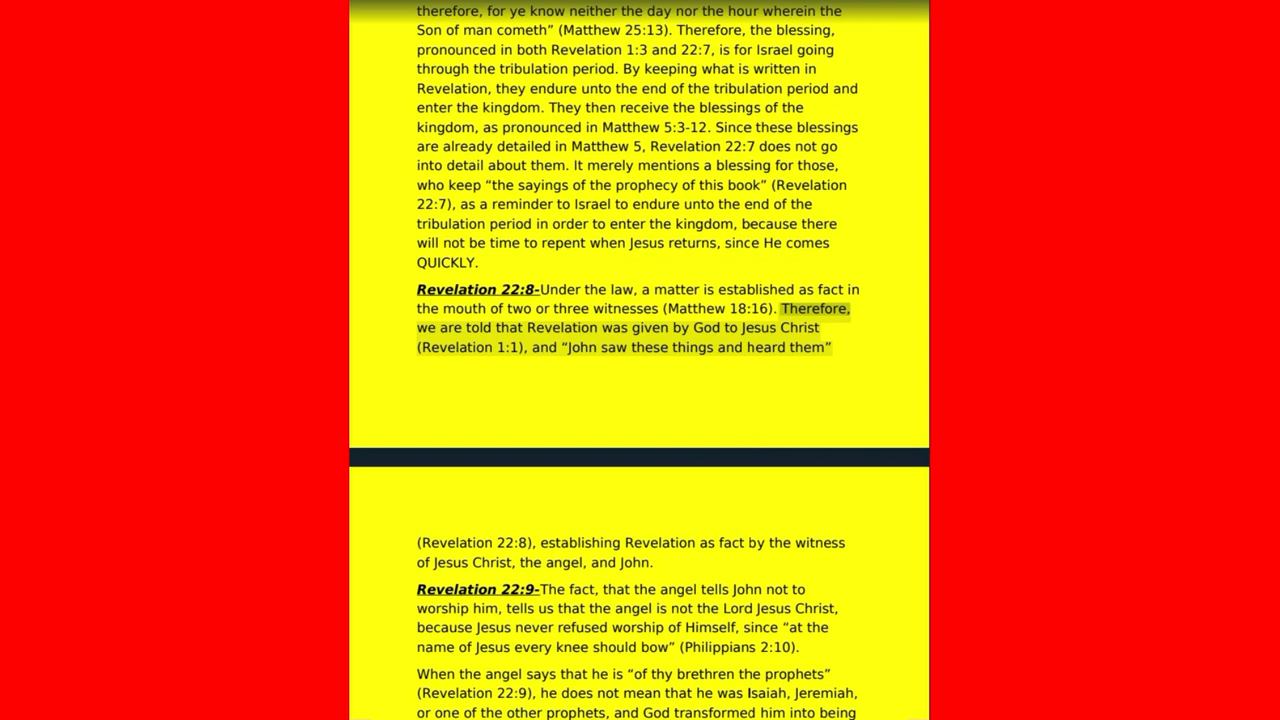 therefore, for ye know neither the day nor the hour wherein the
Son of man cometh” (Matthew 25:13). Therefore, the blessing,
pronounced in both Revelation 1:3 and 22:7, is for Israel going
through the tribulation period. By keeping what is written in
Revelation, they endure unto the end of the tribulation period and
enter the kingdom. They then receive the blessings of the
kingdom, as pronounced in Matthew 5:3-12. Since these blessings
are already detailed in Matthew 5, Revelation 22:7 does not go
into detail about them. It merely mentions a blessing for those,
who keep “the sayings of the prophecy of this book” (Revelation
22:7), as a reminder to Israel to endure unto the end of the
tribulation period in order to enter the kingdom, because there
will not be time to repent when Jesus returns, since He comes
QUICKLY.
Revelation 22:8-Under the law, a matter is established as fact in
the mouth of two or three witnesses (Matthew 18:16). Therefore,
we are told that Revelation was given by God to Jesus Christ
(Revelation 1:1), and “John saw these things and heard them”
(Revelation 22:8), establishing Revelation as fact by the witness
of Jesus Christ, the angel, and John.
Revelation 22:9-The fact, that the angel tells John not to
worship him, tells us that the angel is not the Lord Jesus Christ,
because Jesus never refused worship of Himself, since “at the
name of Jesus every knee should bow” (Philippians 2:10).
When the angel says that he is “of thy brethren the prophets”
(Revelation 22:9), he does not mean that he was Isaiah, Jeremiah,
or one of the other prophets, and God transformed him into being